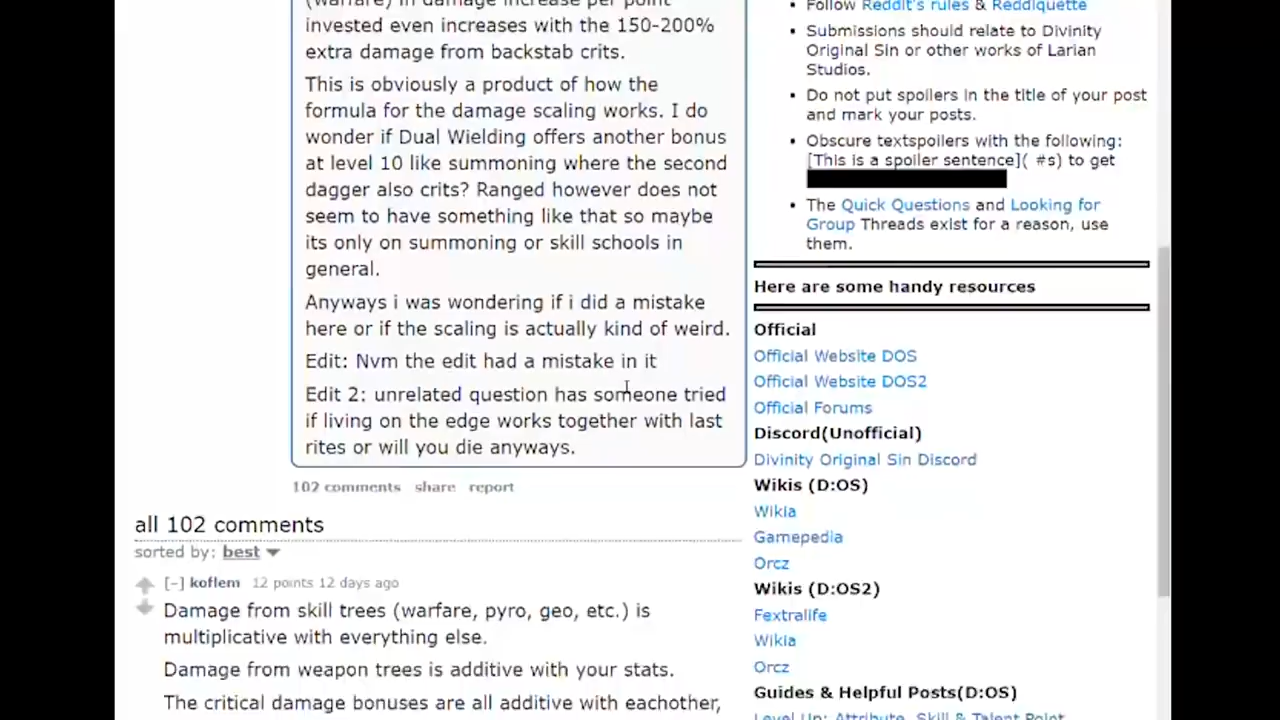 (warfare) in damage increase per point
invested even increases with the 150-200%
extra damage from backstab crits.
This is obviously a product of how the
formula for the damage scaling works. I do
wonder if Dual Wielding offers another bonus
at level 10 like summoning where the second
dagger also crits? Ranged however does not
seem to have something like that so maybe
its only on summoning or skill schools in
general.
Anyways i was wondering if i did a mistake
here or if the scaling is actually kind of weird.
Edit: Nvm the edit had a mistake in it
Edit 2: unrelated question has someone tried
if living on the edge works together with last
rites or will you die anyways.
102 comments share report
all 102 comments
sorted by: best
[-] koflem 12 points 12 days ago
Damage from skill trees (warfare, pyro, geo, etc.) is
multiplicative with everything else.
Damage from weapon trees is additive with your stats.
The critical damage bonuses are all additive with eachother,
Follow Reddit's rules & Reddiquette
Submissions should relate to Divinity
Original Sin or other works of Larian
Studios.
Do not put spoilers in the title of your post
and mark your posts.
Obscure textspoilers with the following:
[This is a spoiler sentence]( #s) to get
The Quick Questions and Looking for
Group Threads exist for a reason, use
them.
Here are some handy resources
Official
Official Website DOS
Official Website DOS2
Official Forums
Discord(Unofficial)
Divinity Original Sin Discord
Wikis (D:OS)
Wikia
Gamepedia
Orcz
Wikis (D:OS2)
Fextralife
Wikia
Orcz
Guides & Helpful Posts(D:OS)
Level Up: Attribute, Skill & Talent Point